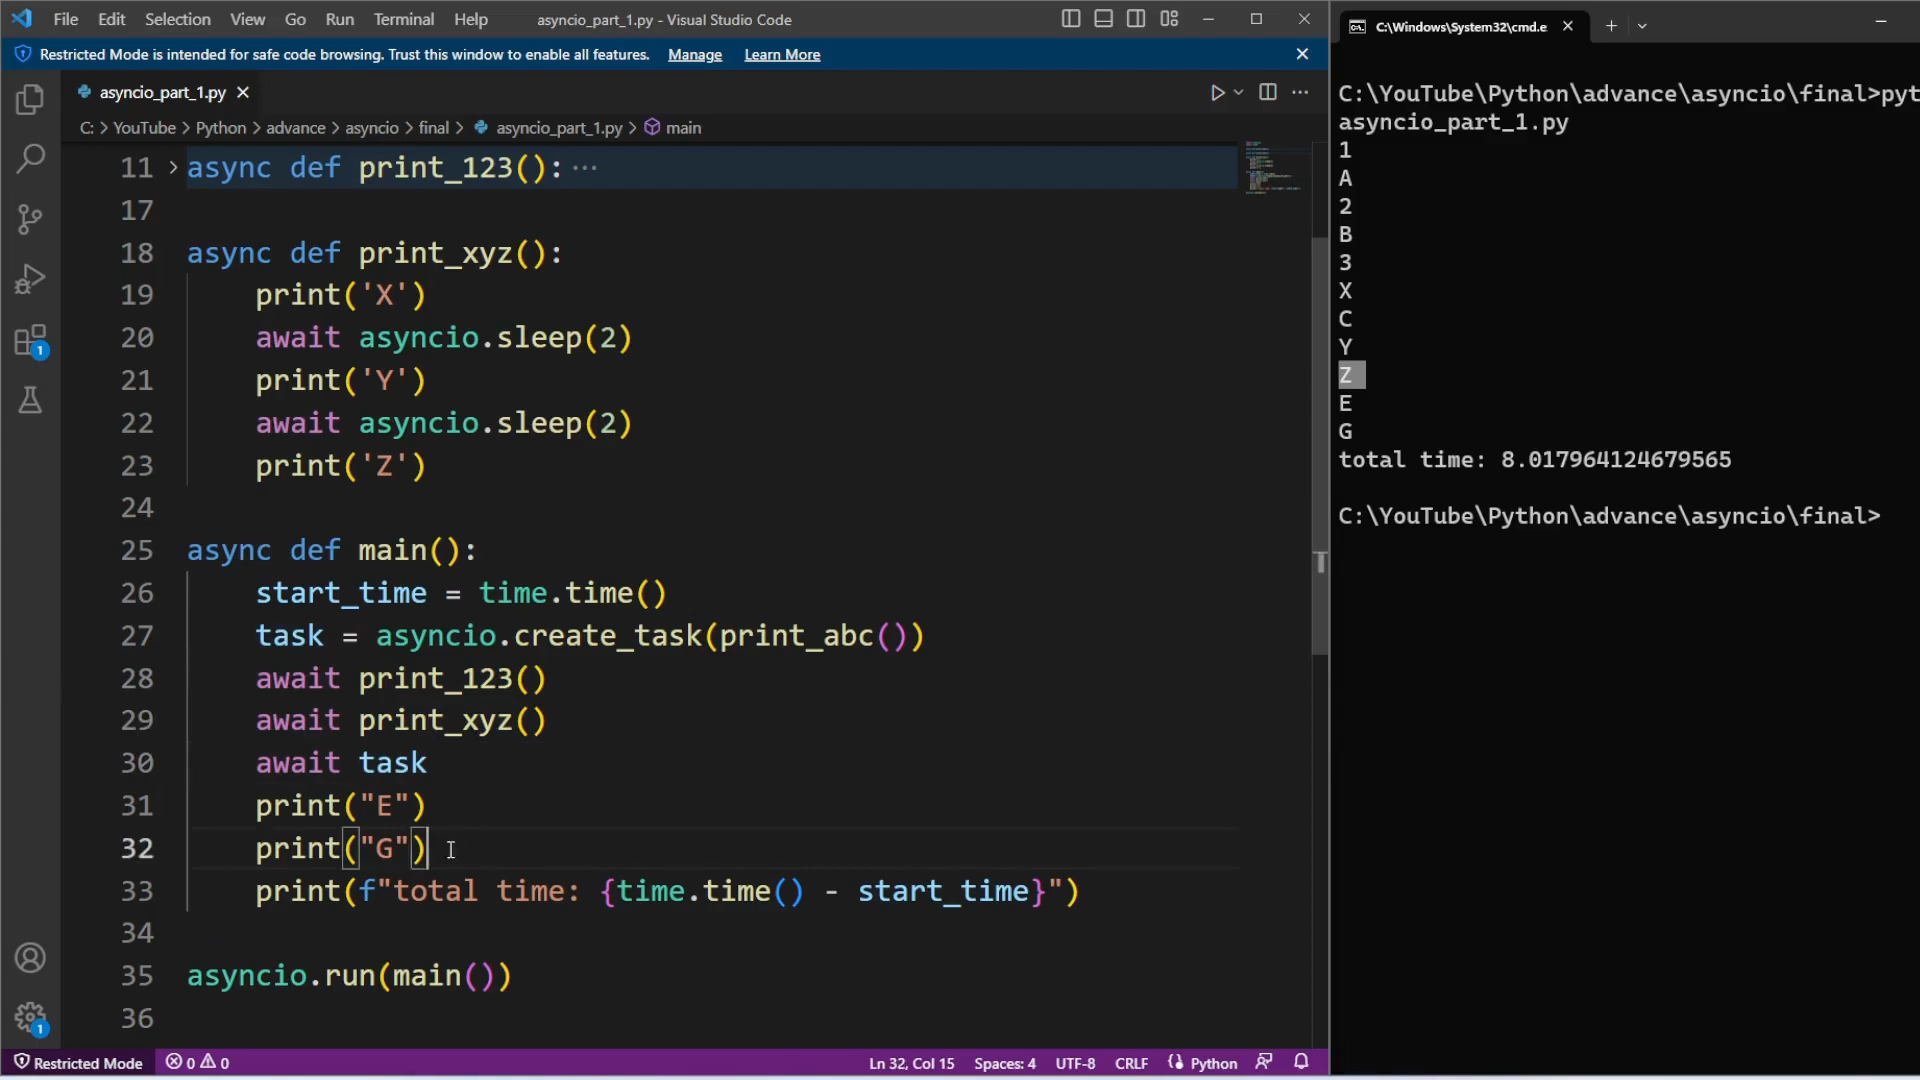 File Edit Selection View Go Run Terminal Help asyncio_part_1.py - Visual Studio Code
Restricted Mode is intended for safe code browsing. Trust this window to enable all features. Manage Learn More
asyncio_part_1.py
C: > YouTube > Python > advance > asyncio > final > asyncio_part_1.py > main
11 async def print_123(): ···
17
18 async def print_xyz():
19 print('X')
20 await asyncio.sleep(2)
21 print('Y')
22 await asyncio.sleep(2)
23 print('Z')
24
25 async def main():
26 start_time = time.time()
27 task = asyncio.create_task(print_abc())
28 await print_123()
29 await print_xyz()
30 await task
31 print("E")
32 print("G")
33 print(f"total time: {time.time() - start_time}")
34
35 asyncio.run(main())
36
1
1
Restricted Mode 0 0 Ln 32, Col 15 Spaces: 4 UTF-8 CRLF Python
C:\Windows\System32\cmd.e
C:\YouTube\Python\advance\asyncio\final>pyt
asyncio_part_1.py
1
A
2
B
3
X
C
Y
Z
E
G
total time: 8.017964124679565
C:\YouTube\Python\advance\asyncio\final>